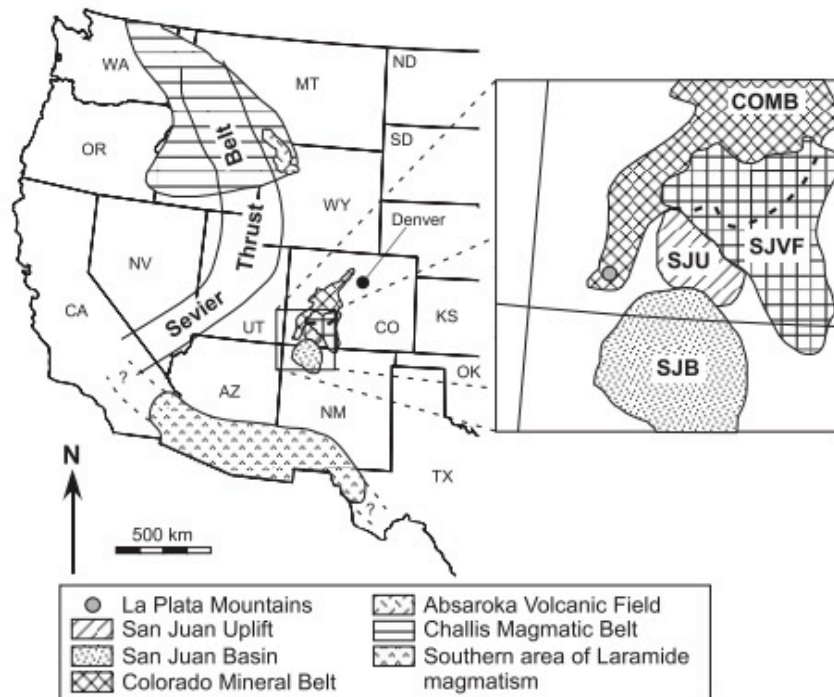 WA
MT
ND
OR
Belt
SD
WY
Thrust
Denver
NV
Sevier
CA
UT
CO
KS
?
AZ
NM
OK
TX
?
N
500 km
COMB
SJU
SJVF
SJB
La Plata Mountains
San Juan Uplift
San Juan Basin
Colorado Mineral Belt
Absaroka Volcanic Field
Challis Magmatic Belt
Southern area of Laramide
magmatism